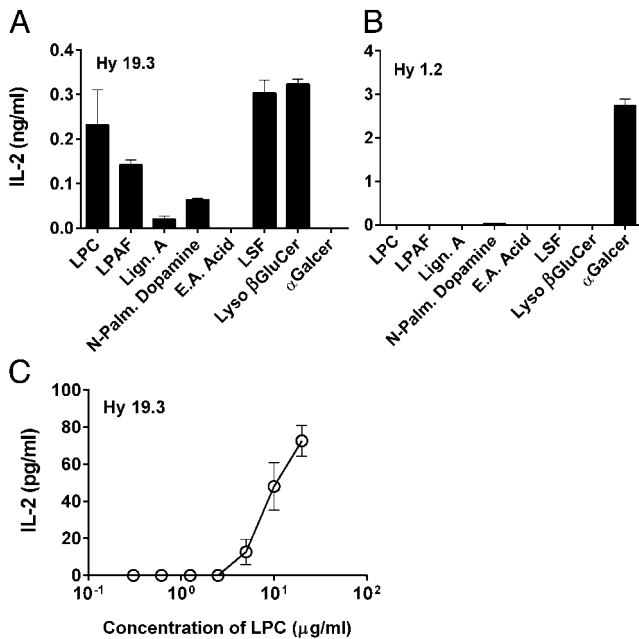 A
Hy 19.3
IL-2 (ng/ml)
0.4
0.3
0.2
0.1
0.0
LPC
LPAF
Lign. A
N-Palm. Dopamine
E.A. Acid
LSF
Lyso βGluCer
αGalcer
B
Hy 1.2
4
3
2
1
0
LPC
LPAF
Lign. A
N-Palm. Dopamine
E.A. Acid
LSF
Lyso βGluCer
αGalcer
C
Hy 19.3
IL-2 (pg/ml)
100
80
60
40
20
0
10⁻¹ 10⁰ 10¹ 10²
Concentration of LPC (μg/ml)